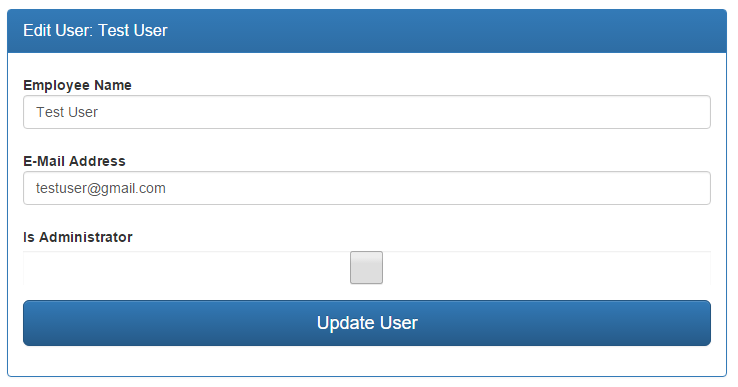 Edit User: Test User
Employee Name
Test User
E-Mail Address
testuser@gmail.com
Is Administrator
Update User